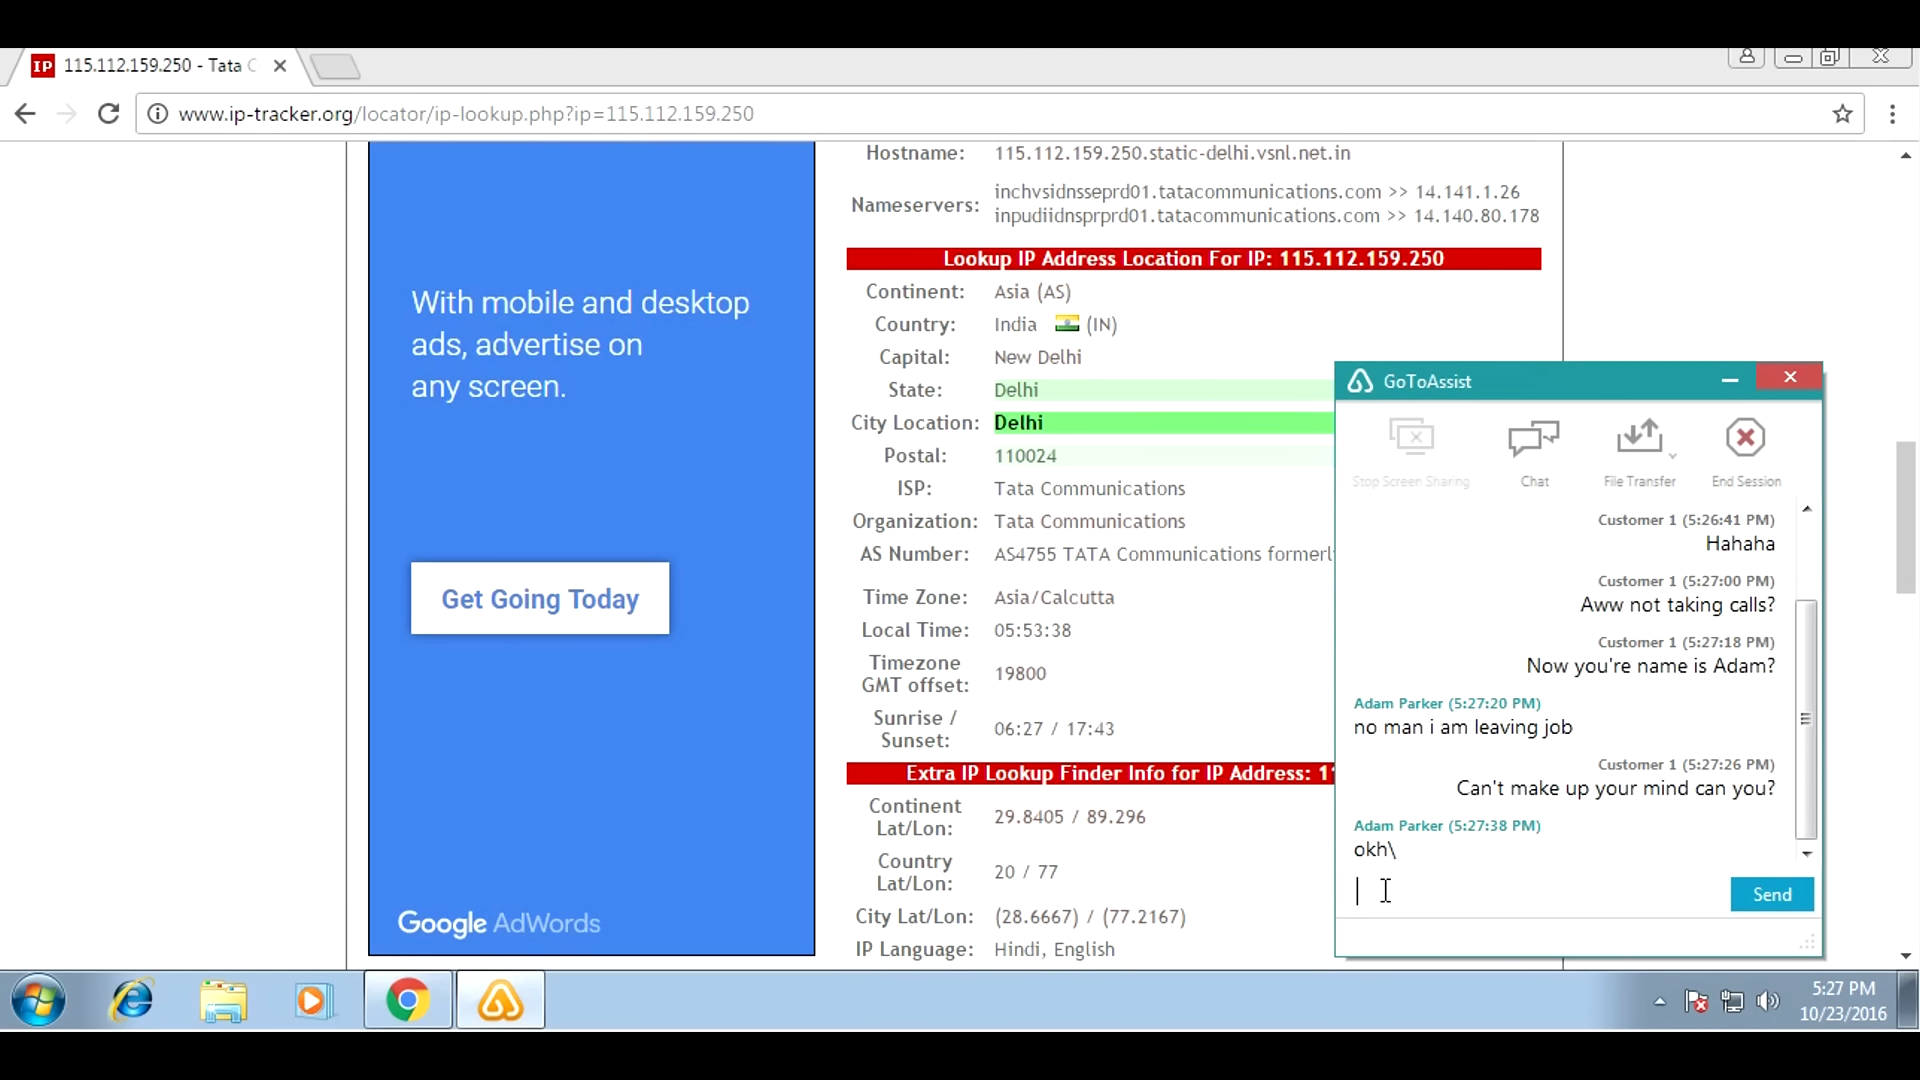 IP 115.112.159.250 - Tata C
www.ip-tracker.org/locator/ip-lookup.php?ip=115.112.159.250
With mobile and desktop
ads, advertise on
any screen.
Get Going Today
Google AdWords
Hostname: 115.112.159.250.static-delhi.vsnl.net.in
Nameservers: inchvsidnsseprd01.tatacommunications.com >> 14.141.1.26
inpudiidnsprprd01.tatacommunications.com >> 14.140.80.178
Lookup IP Address Location For IP: 115.112.159.250
Continent: Asia (AS)
Country: India (IN)
Capital: New Delhi
State: Delhi
City Location: Delhi
Postal: 110024
ISP: Tata Communications
Organization: Tata Communications
AS Number: AS4755 TATA Communications formerl
Time Zone: Asia/Calcutta
Local Time: 05:53:38
Timezone
GMT offset: 19800
Sunrise /
Sunset: 06:27 / 17:43
Extra IP Lookup Finder Info for IP Address: 1
Continent
Lat/Lon: 29.8405 / 89.296
Country
Lat/Lon: 20 / 77
City Lat/Lon: (28.6667) / (77.2167)
IP Language: Hindi, English
GoToAssist
Stop Screen Sharing Chat File Transfer End Session
Customer 1 (5:26:41 PM)
Hahaha
Customer 1 (5:27:00 PM)
Aww not taking calls?
Customer 1 (5:27:18 PM)
Now you're name is Adam?
Adam Parker (5:27:20 PM)
no man i am leaving job
Customer 1 (5:27:26 PM)
Can't make up your mind can you?
Adam Parker (5:27:38 PM)
okh\
Send
5:27 PM
10/23/2016